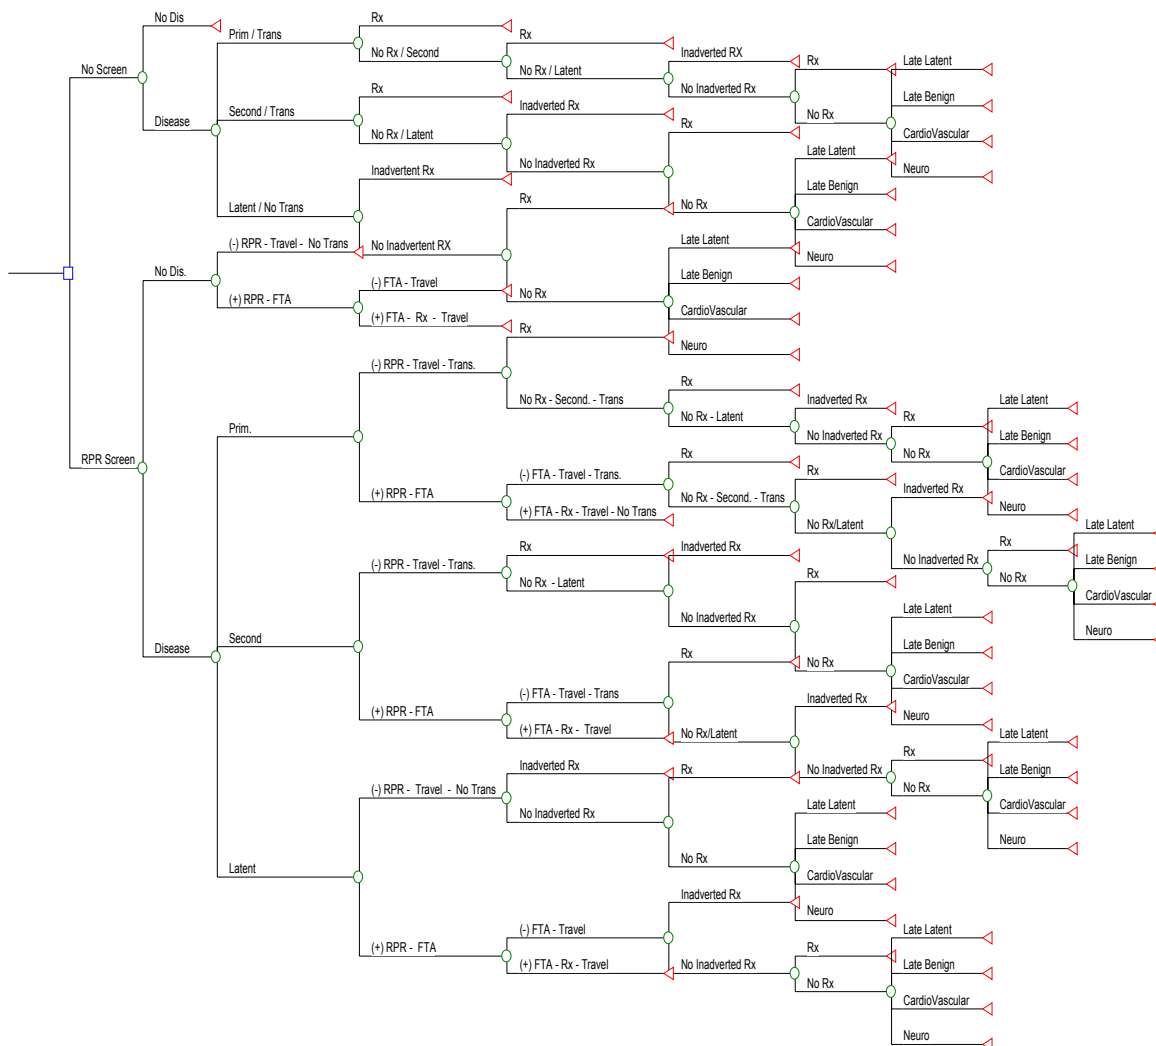 No Dis
Rx
Prim / Trans
Rx
No Rx / Second
Inadverted RX
No Screen
No Rx / Latent
Rx
Late Latent
No Inadverted Rx
Rx
Late Benign
Second / Trans
Inadverted Rx
No Rx
Disease
Rx
CardioVascular
No Rx / Latent
Late Latent
No Inadverted Rx
Neuro
Inadvertent Rx
Late Benign
Rx
No Rx
Latent / No Trans
CardioVascular
(-) RPR - Travel - No Trans
No Inadvertent RX
Late Latent
Neuro
No Dis.
(-) FTA - Travel
Late Benign
(+) RPR - FTA
No Rx
CardioVascular
(+) FTA - Rx - Travel
Rx
Neuro
(-) RPR - Travel - Trans.
Rx
No Rx - Second. - Trans
Inadverted Rx
Late Latent
No Rx - Latent
Rx
Prim.
No Inadverted Rx
Late Benign
RPR Screen
Rx
No Rx
(-) FTA - Travel - Trans.
Rx
CardioVascular
(+) RPR - FTA
No Rx - Second. - Trans
Inadverted Rx
(+) FTA - Rx - Travel - No Trans
Neuro
No Rx/Latent
Late Latent
Rx
Rx
Inadverted Rx
(-) RPR - Travel - Trans.
No Inadverted Rx
Late Benign
No Rx - Latent
Rx
No Rx
CardioVascular
Late Latent
No Inadverted Rx
Neuro
Second
Late Benign
Disease
Rx
No Rx
CardioVascular
(-) FTA - Travel - Trans
Inadverted Rx
(+) RPR - FTA
Neuro
(+) FTA - Rx - Travel
No Rx/Latent
Late Latent
Rx
Inadverted Rx
Rx
No Inadverted Rx
Late Benign
(-) RPR - Travel - No Trans
No Rx
Late Latent
CardioVascular
No Inadverted Rx
Late Benign
Neuro
No Rx
Latent
CardioVascular
Inadverted Rx
Neuro
(-) FTA - Travel
Late Latent
(+) RPR - FTA
Rx
(+) FTA - Rx - Travel
No Inadverted Rx
Late Benign
No Rx
CardioVascular
Neuro